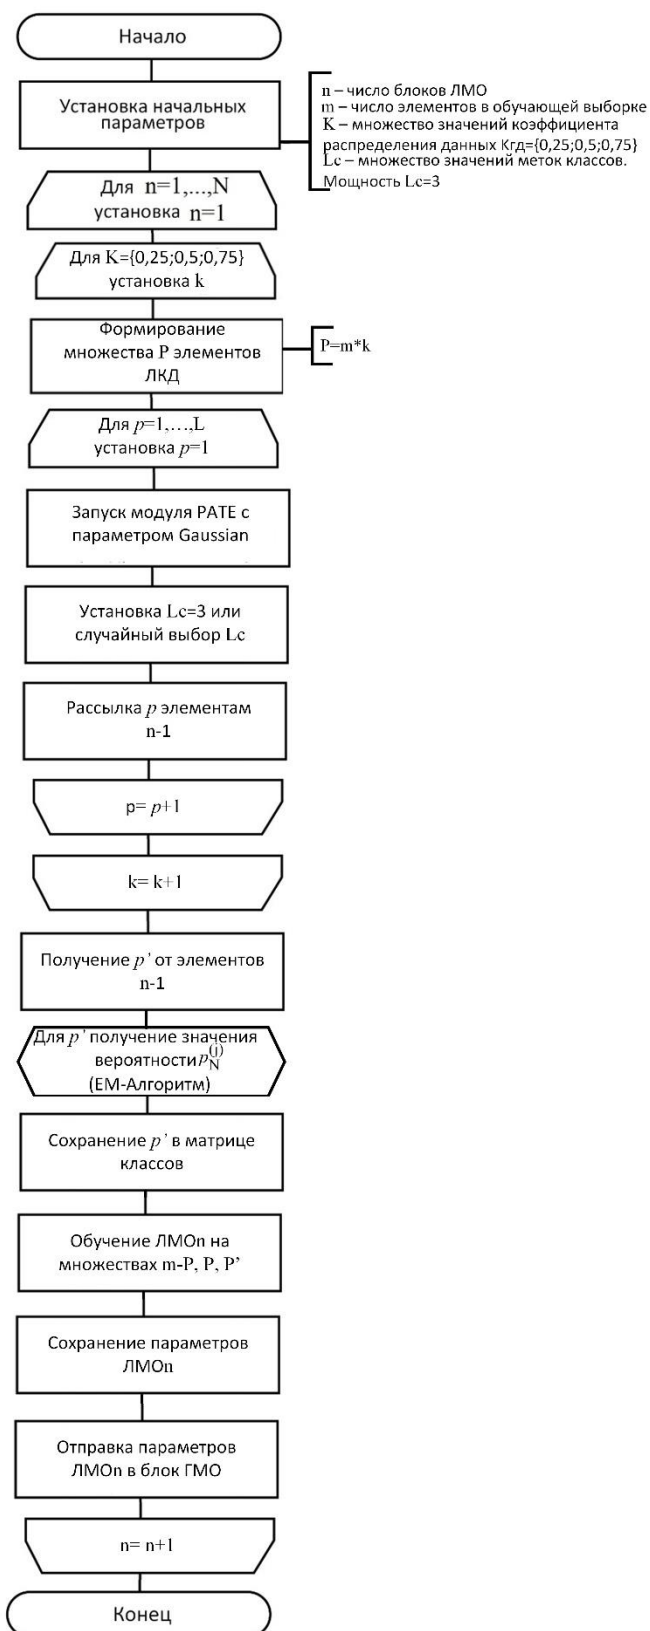 Начало
Установка начальных
параметров
n – число блоков ЛМО
m – число элементов в обучающей выборке
K – множество значений коэффициента
распределения данных Кгд={0,25;0,5;0,75}
Lc – множество значений меток классов.
Мощность Lc=3
Для n=1,...,N
установка n=1
Для K={0,25;0,5;0,75}
установка k
Формирование
множества P элементов
ЛКД
P=m*k
Для p=1,...,L
установка p=1
Запуск модуля PATE с
параметром Gaussian
Установка Lc=3 или
случайный выбор Lc
Рассылка p элементам
n-1
p= p+1
k= k+1
Получение p’ от элементов
n-1
Для p’ получение значения
вероятности p_N^(j)
(EM-Алгоритм)
Сохранение p’ в матрице
классов
Обучение ЛМОn на
множествах m-P, P, P’
Сохранение параметров
ЛМОn
Отправка параметров
ЛМОn в блок ГМО
n= n+1
Конец